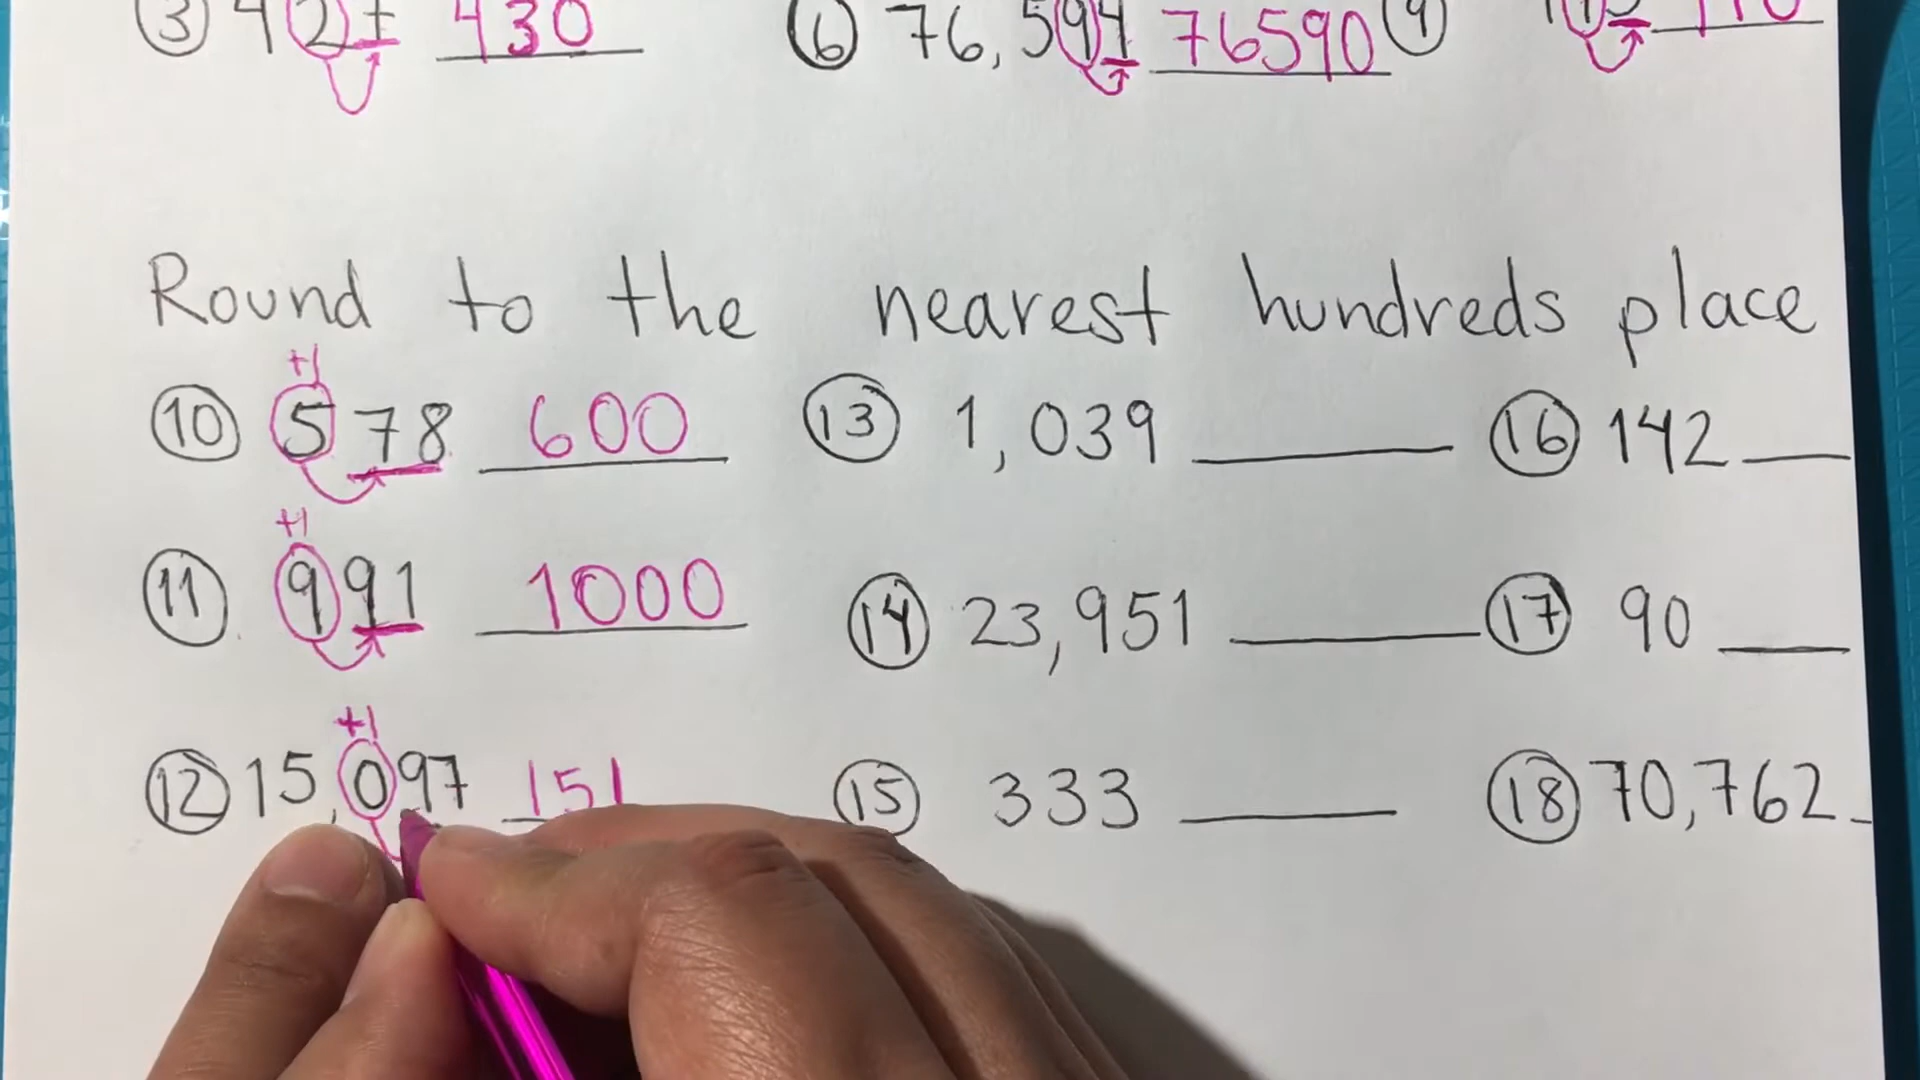 ③ 427 430 ⑥ 76,594 76590 ⑨
Round to the nearest hundreds place
+1
⑩ 578 600 ⑬ 1,039 ⑯ 142
+1
⑪ 991 1000 ⑭ 23,951 ⑰ 90
+1
⑫ 15,097 151 ⑮ 333 ⑱ 70,762